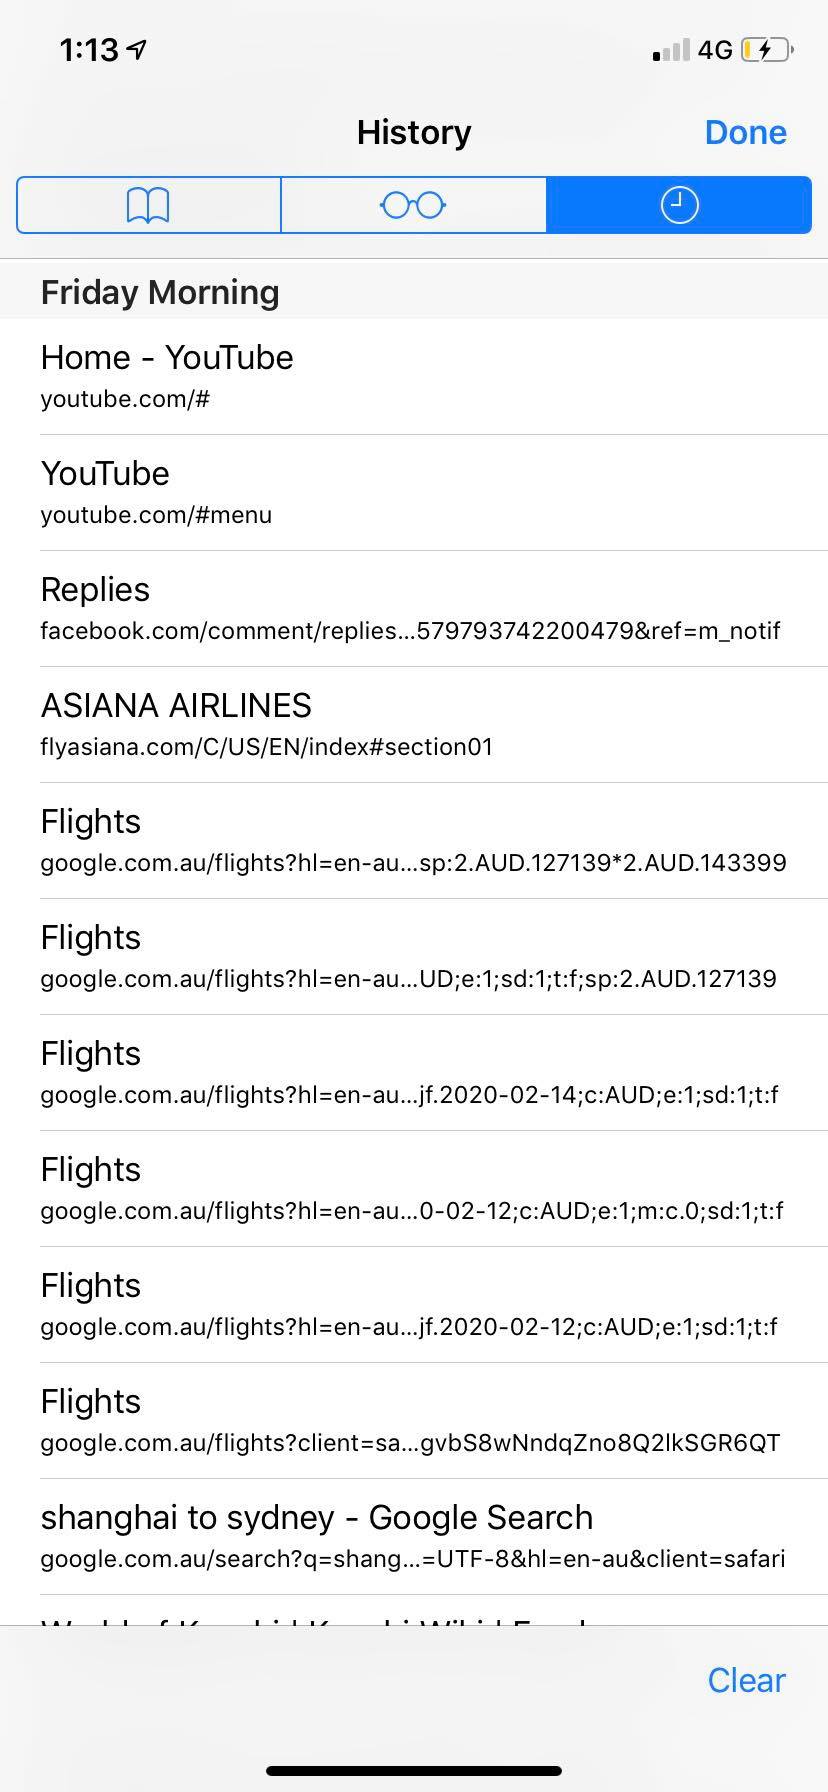 1:13
4G
History
Done
Friday Morning
Home - YouTube
youtube.com/#
YouTube
youtube.com/#menu
Replies
facebook.com/comment/replies...579793742200479&ref=m_notif
ASIANA AIRLINES
flyasiana.com/C/US/EN/index#section01
Flights
google.com.au/flights?hl=en-au...sp:2.AUD.127139*2.AUD.143399
Flights
google.com.au/flights?hl=en-au...UD;e:1;sd:1;t:f;sp:2.AUD.127139
Flights
google.com.au/flights?hl=en-au...jf.2020-02-14;c:AUD;e:1;sd:1;t:f
Flights
google.com.au/flights?hl=en-au...0-02-12;c:AUD;e:1;m:c.0;sd:1;t:f
Flights
google.com.au/flights?hl=en-au...jf.2020-02-12;c:AUD;e:1;sd:1;t:f
Flights
google.com.au/flights?client=sa...gvbS8wNndqZno8Q2lkSGR6QT
shanghai to sydney - Google Search
google.com.au/search?q=shang...=UTF-8&hl=en-au&client=safari
Clear